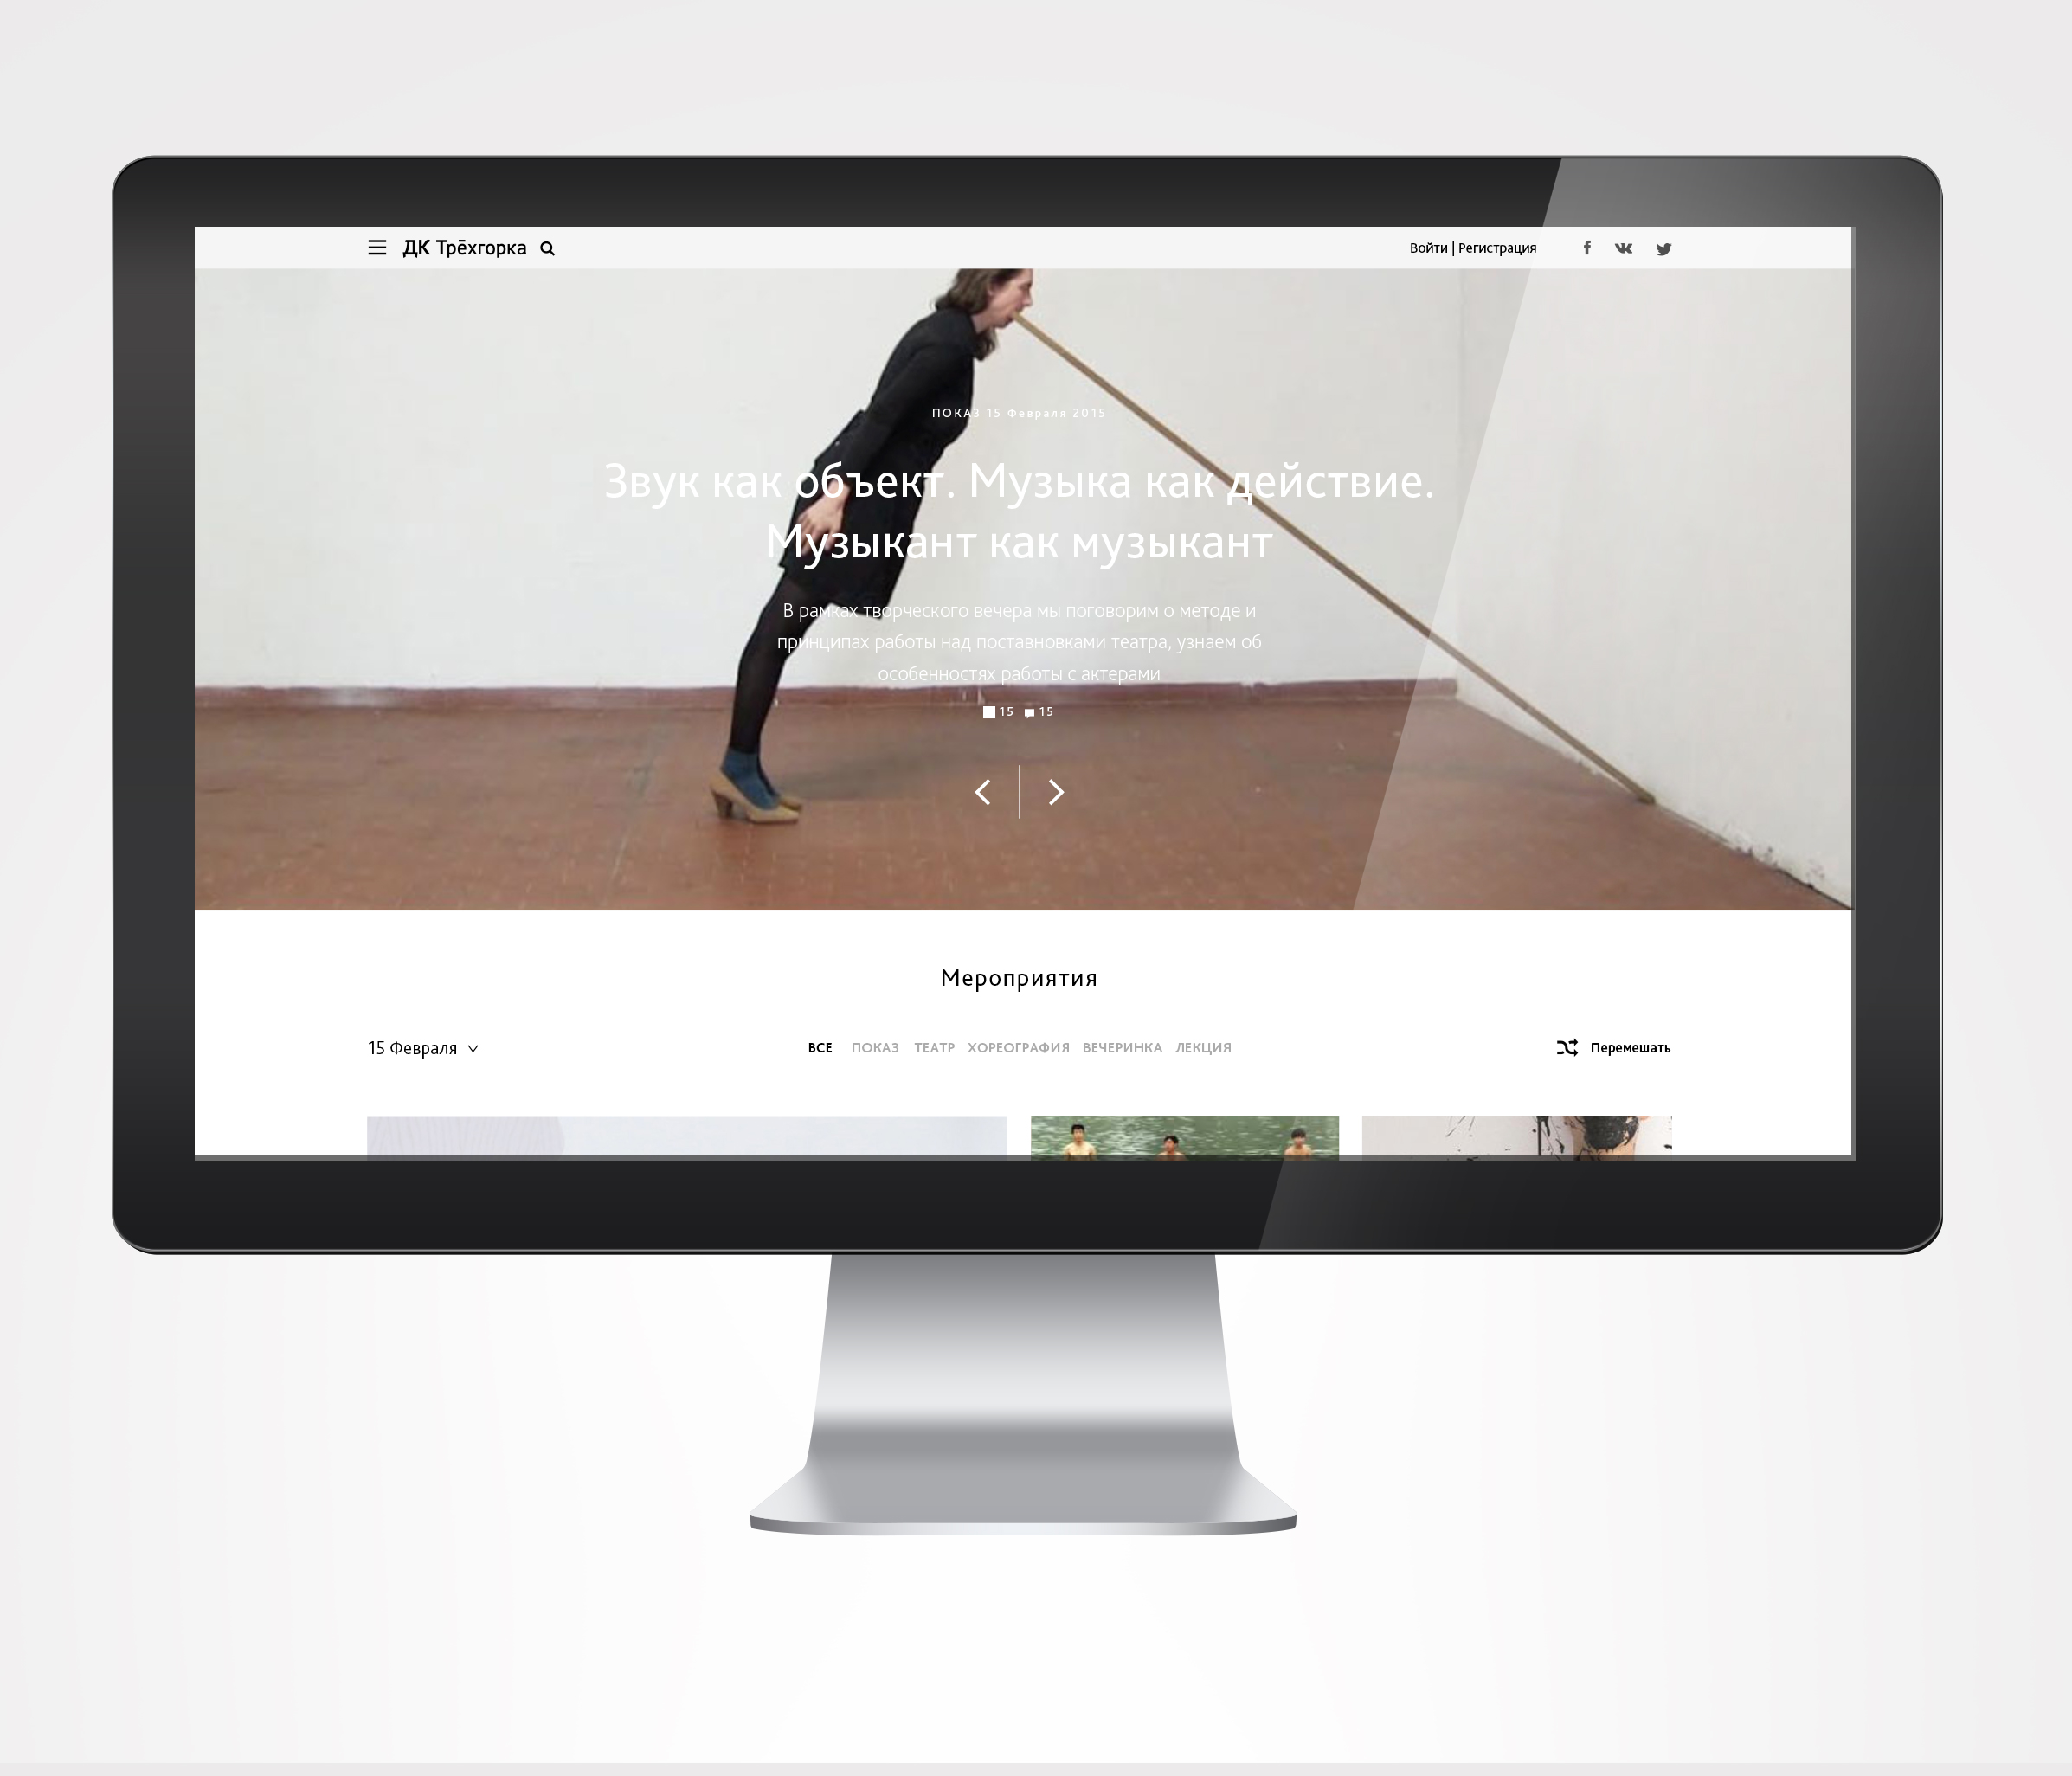 ДК Трёхгорка
Войти | Регистрация
ПОКАЗ 15 Февраля 2015
Звук как объект. Музыка как действие.
Музыкант как музыкант
В рамках творческого вечера мы поговорим о методе и
принципах работы над поставновками театра, узнаем об
особенностях работы с актерами
15 15
Мероприятия
15 Февраля
ВСЕ ПОКАЗ ТЕАТР ХОРЕОГРАФИЯ ВЕЧЕРИНКА ЛЕКЦИЯ
Перемешать